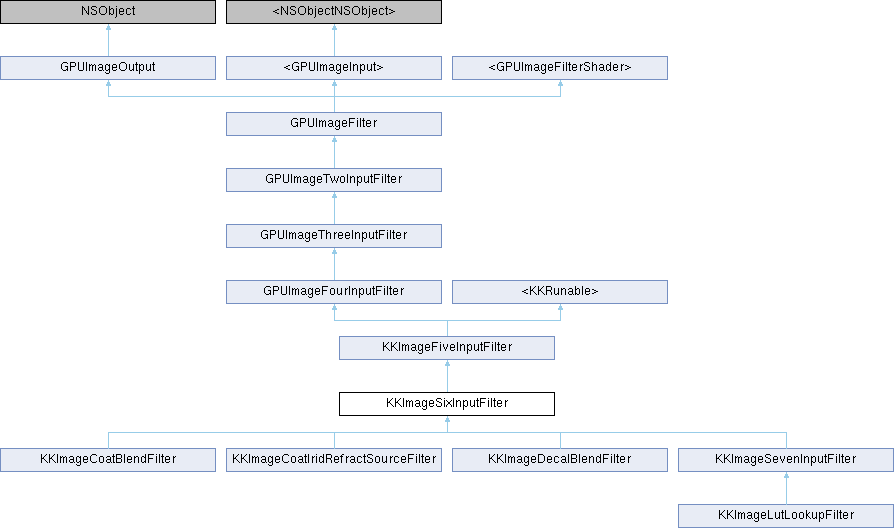 NSObject
<NSObjectNSObject>
GPUImageOutput
<GPUImageInput>
<GPUImageFilterShader>
GPUImageFilter
GPUImageTwoInputFilter
GPUImageThreeInputFilter
GPUImageFourInputFilter
<KKRunable>
KKImageFiveInputFilter
KKImageSixInputFilter
KKImageCoatBlendFilter
KKImageCoatIridRefractSourceFilter
KKImageDecalBlendFilter
KKImageSevenInputFilter
KKImageLutLookupFilter